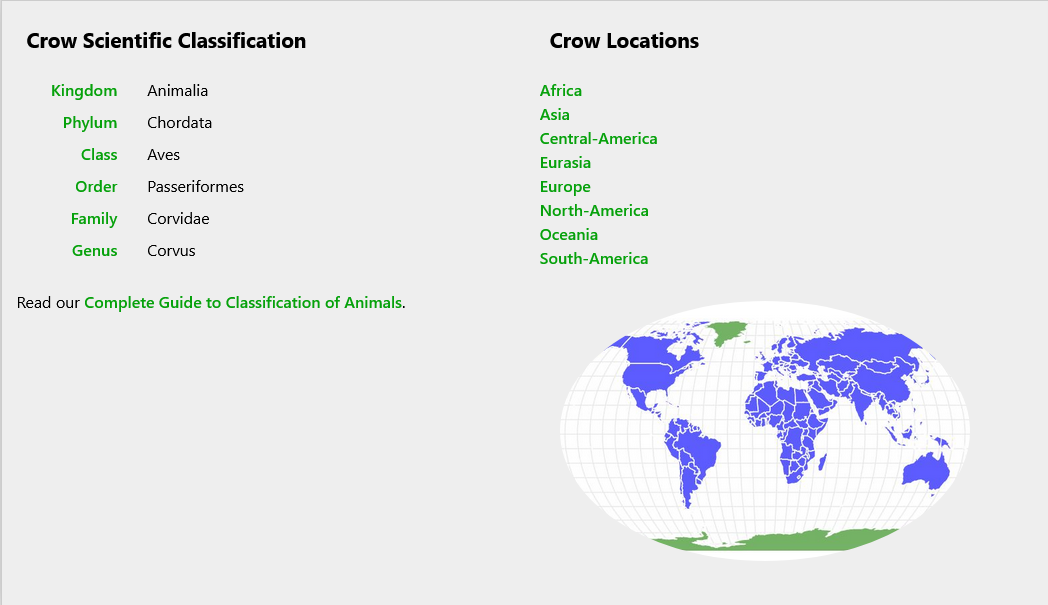 Crow Scientific Classification
Kingdom Animalia
Phylum Chordata
Class Aves
Order Passeriformes
Family Corvidae
Genus Corvus
Read our Complete Guide to Classification of Animals.
Crow Locations
Africa
Asia
Central-America
Eurasia
Europe
North-America
Oceania
South-America